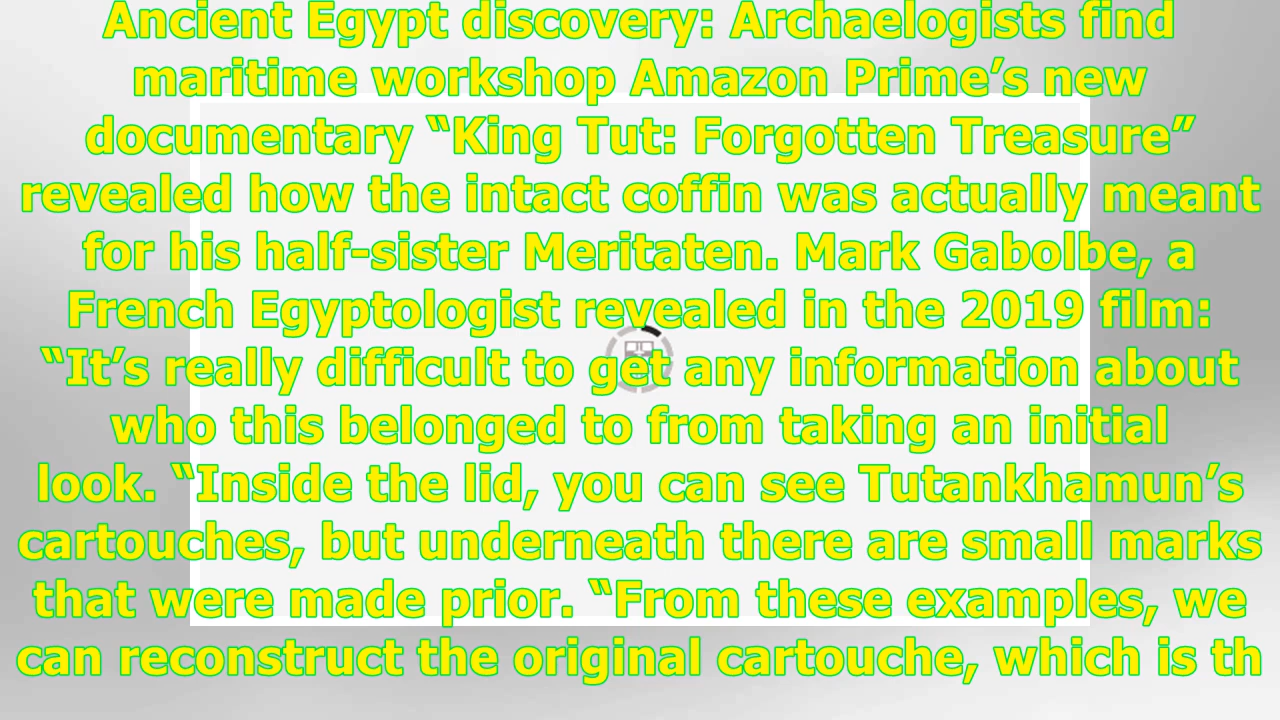 Ancient Egypt discovery: Archaelogists find
maritime workshop Amazon Prime’s new
documentary “King Tut: Forgotten Treasure”
revealed how the intact coffin was actually meant
for his half-sister Meritaten. Mark Gabolbe, a
French Egyptologist revealed in the 2019 film:
“It’s really difficult to get any information about
who this belonged to from taking an initial
look. “Inside the lid, you can see Tutankhamun’s
cartouches, but underneath there are small marks
that were made prior. “From these examples, we
can reconstruct the original cartouche, which is th